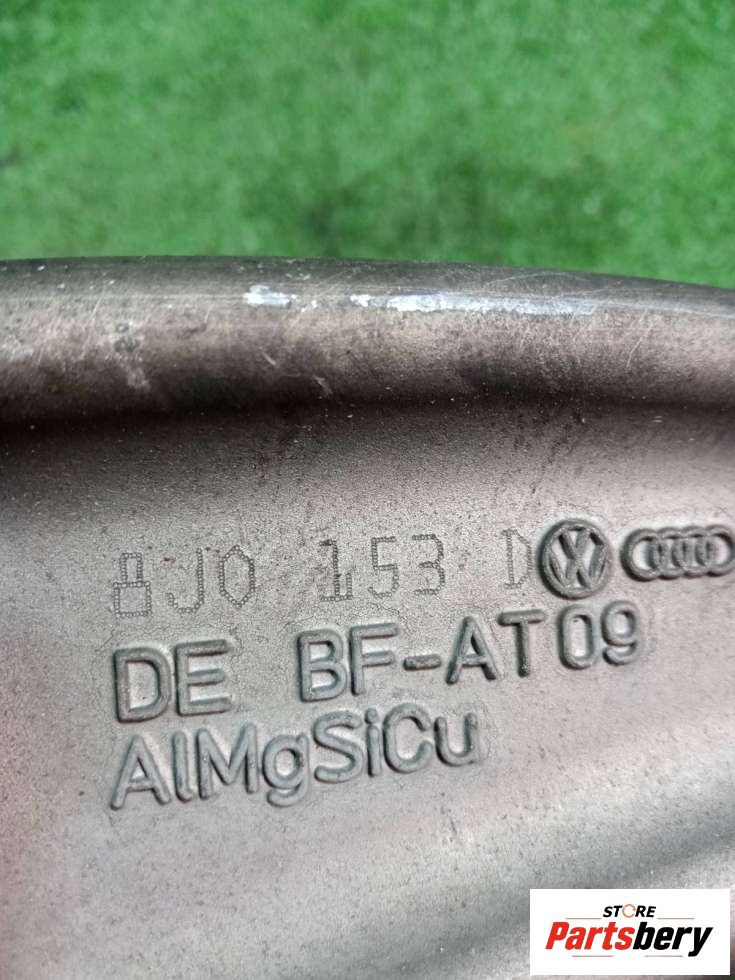 8J0 153 D
DE BF-AT09
AlMgSiCu
STORE
Partsbery